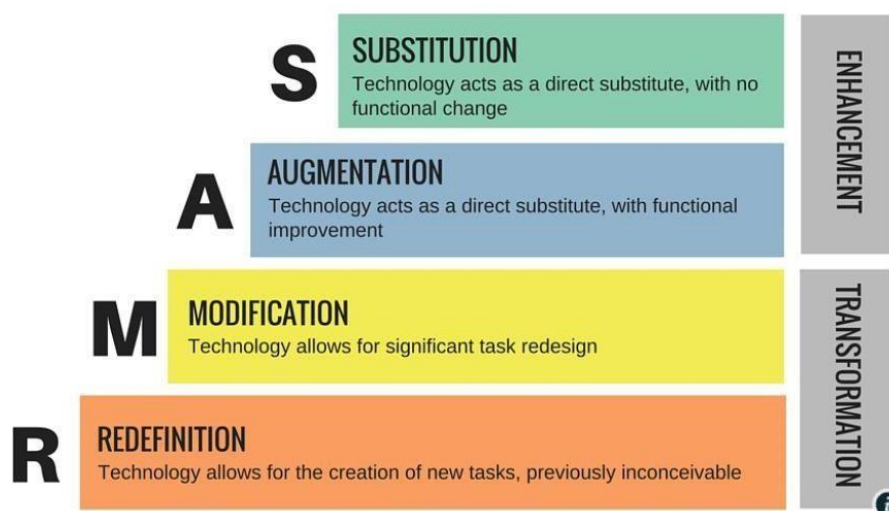 S
SUBSTITUTION
Technology acts as a direct substitute, with no
functional change
A
AUGMENTATION
Technology acts as a direct substitute, with functional
improvement
ENHANCEMENT
M
MODIFICATION
Technology allows for significant task redesign
R
REDEFINITION
Technology allows for the creation of new tasks, previously inconceivable
TRANSFORMATION